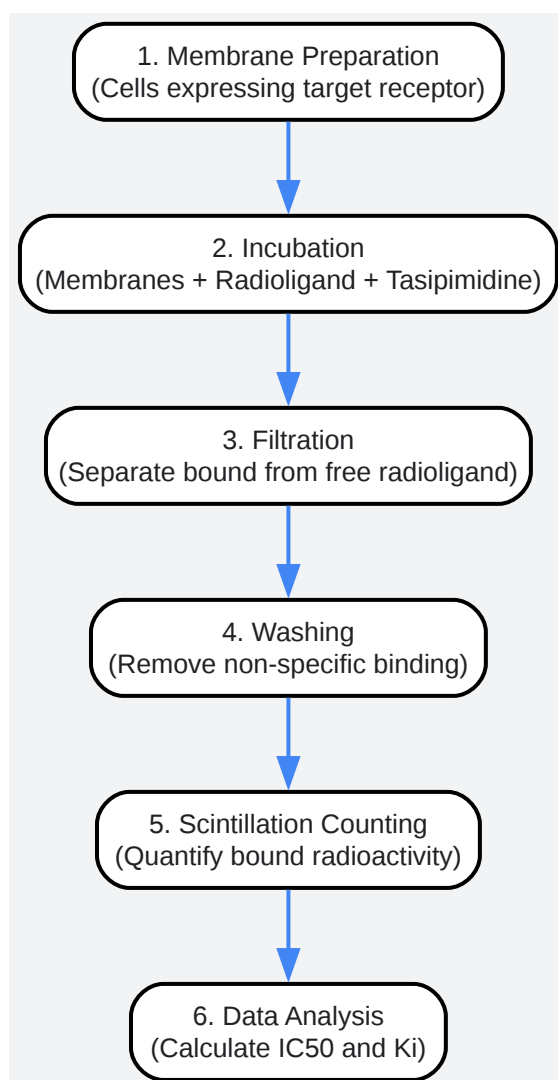 1. Membrane Preparation
(Cells expressing target receptor)
2. Incubation
(Membranes + Radioligand + Tasipimidine)
3. Filtration
(Separate bound from free radioligand)
4. Washing
(Remove non-specific binding)
5. Scintillation Counting
(Quantify bound radioactivity)
6. Data Analysis
(Calculate IC50 and Ki)